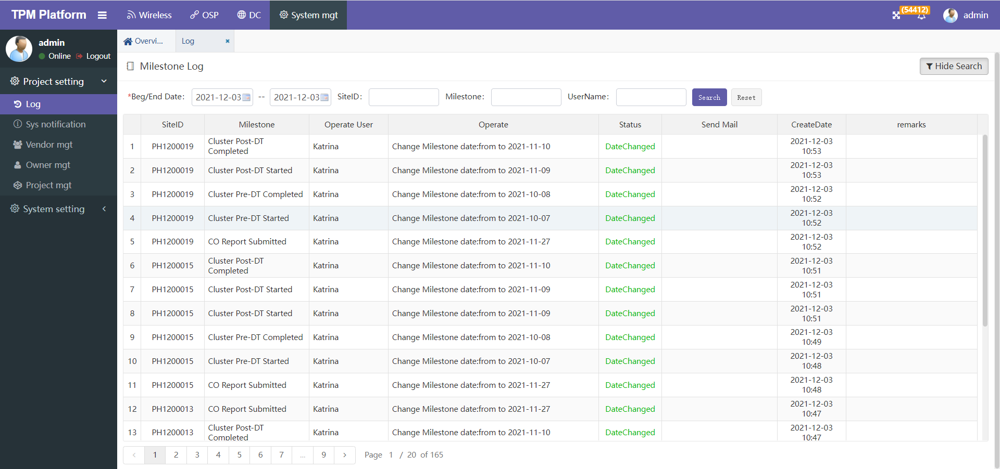 TPM Platform
Wireless
OSP
DC
System mgt
(54412)
admin
admin
Online
Logout
Project setting
Log
Sys notification
Vendor mgt
Owner mgt
Project mgt
System setting
Overvi...
Log
×
Milestone Log
Hide Search
*Beg/End Date: 2021-12-03 -- 2021-12-03 SiteID: Milestone: UserName: Search Reset
SiteID Milestone Operate User Operate Status Send Mail CreateDate remarks
1 PH1200019 Cluster Post-DT Completed Katrina Change Milestone date:from to 2021-11-10 DateChanged 2021-12-03 10:53
2 PH1200019 Cluster Post-DT Started Katrina Change Milestone date:from to 2021-11-09 DateChanged 2021-12-03 10:53
3 PH1200019 Cluster Pre-DT Completed Katrina Change Milestone date:from to 2021-10-08 DateChanged 2021-12-03 10:52
4 PH1200019 Cluster Pre-DT Started Katrina Change Milestone date:from to 2021-10-07 DateChanged 2021-12-03 10:52
5 PH1200019 CO Report Submitted Katrina Change Milestone date:from to 2021-11-27 DateChanged 2021-12-03 10:52
6 PH1200015 Cluster Post-DT Completed Katrina Change Milestone date:from to 2021-11-10 DateChanged 2021-12-03 10:51
7 PH1200015 Cluster Post-DT Started Katrina Change Milestone date:from to 2021-11-09 DateChanged 2021-12-03 10:51
8 PH1200015 Cluster Post-DT Started Katrina Change Milestone date:from to 2021-11-09 DateChanged 2021-12-03 10:51
9 PH1200015 Cluster Pre-DT Completed Katrina Change Milestone date:from to 2021-10-08 DateChanged 2021-12-03 10:49
10 PH1200015 Cluster Pre-DT Started Katrina Change Milestone date:from to 2021-10-07 DateChanged 2021-12-03 10:48
11 PH1200015 CO Report Submitted Katrina Change Milestone date:from to 2021-11-27 DateChanged 2021-12-03 10:48
12 PH1200013 CO Report Submitted Katrina Change Milestone date:from to 2021-11-27 DateChanged 2021-12-03 10:47
13 PH1200013 Cluster Post-DT Completed Katrina Change Milestone date:from to 2021-11-10 DateChanged 2021-12-03 10:47
< 1 2 3 4 5 6 7 ... 9 > Page 1 / 20 of 165